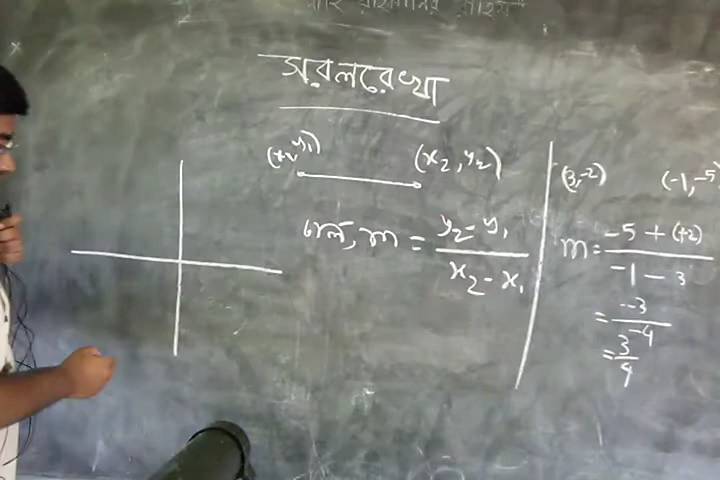 সরলরেখা
(x₁, y₁) (x₂, y₂)
ঢাল, m = y₂ - y₁ / x₂ - x₁
(3, -2) (-1, -5
m = -5 + (+2) / -1 - 3
= -3 / -4
= 3 / 4